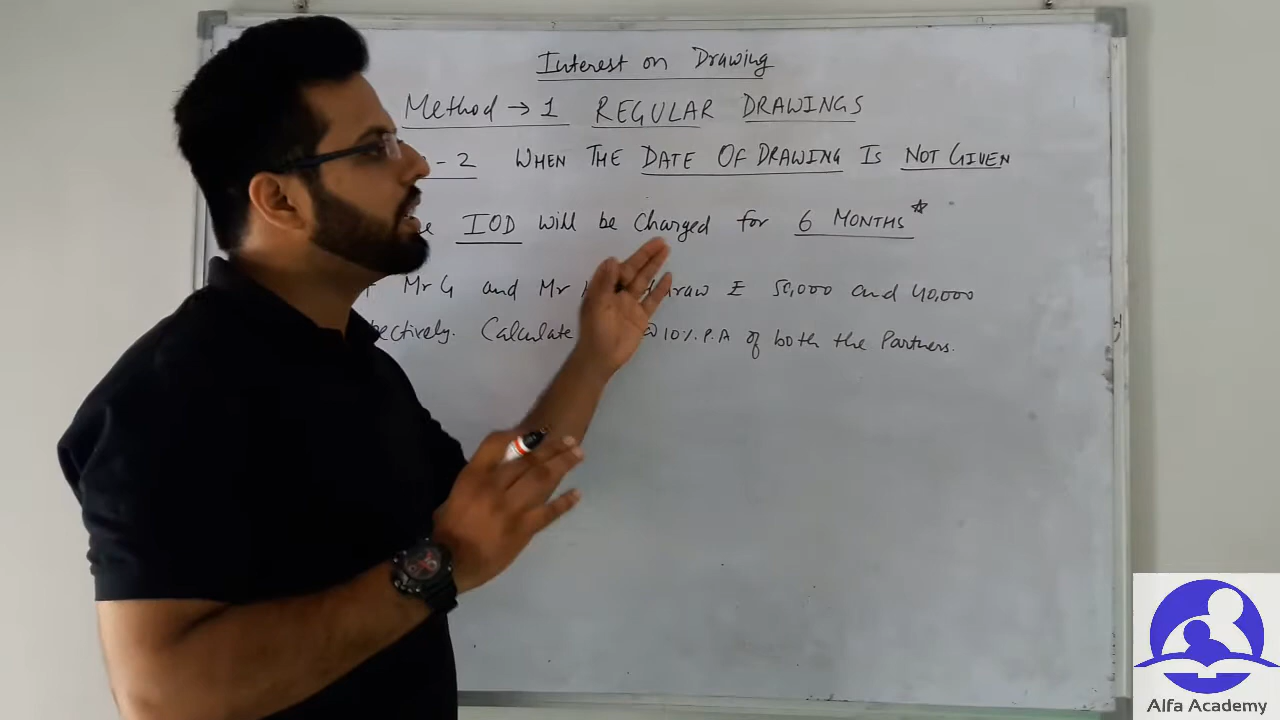 Interest on Drawing
Method → 1 REGULAR DRAWINGS
- 2 WHEN THE DATE OF DRAWING IS NOT GIVEN
IOD will be Charged for 6 MONTHS*
Mr G and Mr draw ₹ 50,000 and 40,000
Calculate @ 10% P.A of both the Partners.
Alfa Academy